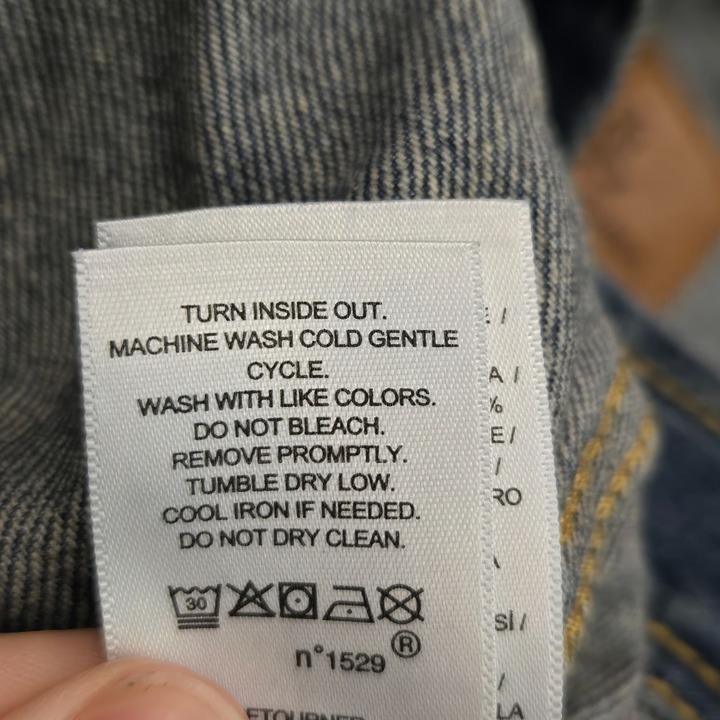 TURN INSIDE OUT.
MACHINE WASH COLD GENTLE
CYCLE.
WASH WITH LIKE COLORS.
DO NOT BLEACH.
REMOVE PROMPTLY.
TUMBLE DRY LOW.
COOL IRON IF NEEDED.
DO NOT DRY CLEAN.
30
n°1529 ®